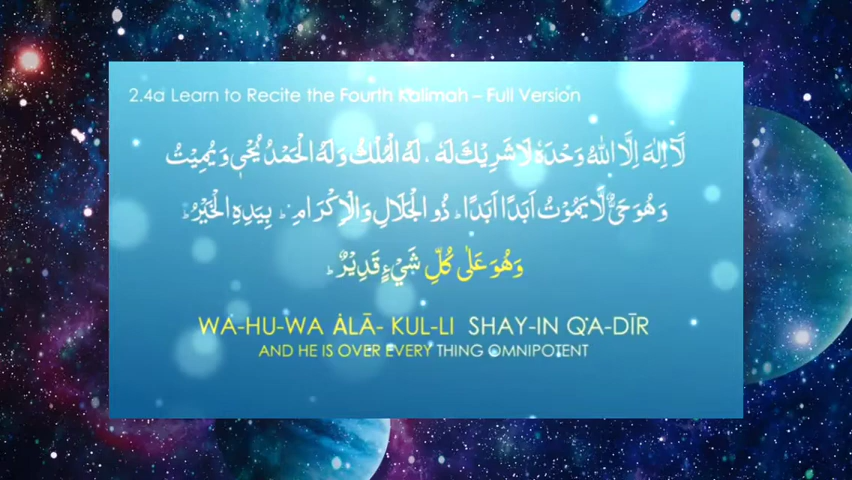 2.4a Learn to Recite the Fourth Kalimah – Full Version
لَآ اِلٰهَ اِلَّا اللهُ وَحْدَهٗ لَا شَرِيْكَ لَهٗ ، لَهُ الْمُلْكُ وَلَهُ الْحَمْدُ يُحْيٖ وَيُمِيْتُ
وَهُوَ حَيٌّ لَّا يَمُوْتُ اَبَدًا اَبَدًا ؕ ذُو الْجَلَالِ وَالْاِكْرَامِ ؕ بِيَدِهِ الْخَيْرُ ؕ
وَهُوَ عَلٰى كُلِّ شَيْءٍ قَدِيْرٌ ؕ
WA-HU-WA ȦLĀ- KUL-LI SHAY-IN Q'A-DĪR
AND HE IS OVER EVERY THING OMNIPOTENT